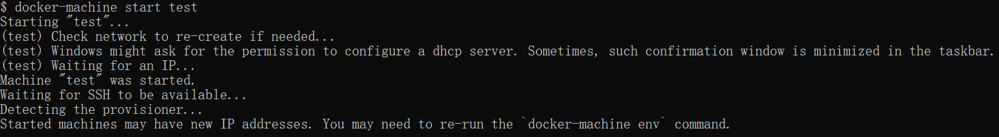 $ docker-machine start test
Starting "test"...
(test) Check network to re-create if needed...
(test) Windows might ask for the permission to configure a dhcp server. Sometimes, such confirmation window is minimized in the taskbar.
(test) Waiting for an IP...
Machine "test" was started.
Waiting for SSH to be available...
Detecting the provisioner...
Started machines may have new IP addresses. You may need to re-run the `docker-machine env` command.